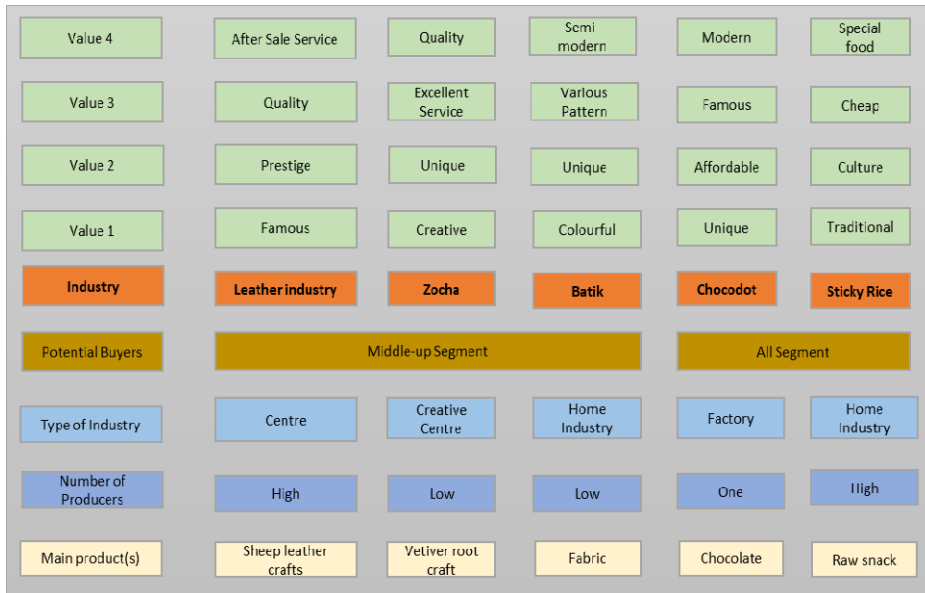 Value 4
After Sale Service
Quality
Semi
modern
Modern
Special
food
Value 3
Quality
Excellent
Service
Various
Pattern
Famous
Cheap
Value 2
Prestige
Unique
Unique
Affordable
Culture
Value 1
Famous
Creative
Colourful
Unique
Traditional
Industry
Leather industry
Zocha
Batik
Chocodot
Sticky Rice
Potential Buyers
Middle-up Segment
All Segment
Type of Industry
Centre
Creative
Centre
Home
Industry
Factory
Home
Industry
Number of
Producers
High
Low
Low
One
High
Main product(s)
Sheep leather
crafts
Vetiver root
craft
Fabric
Chocolate
Raw snack